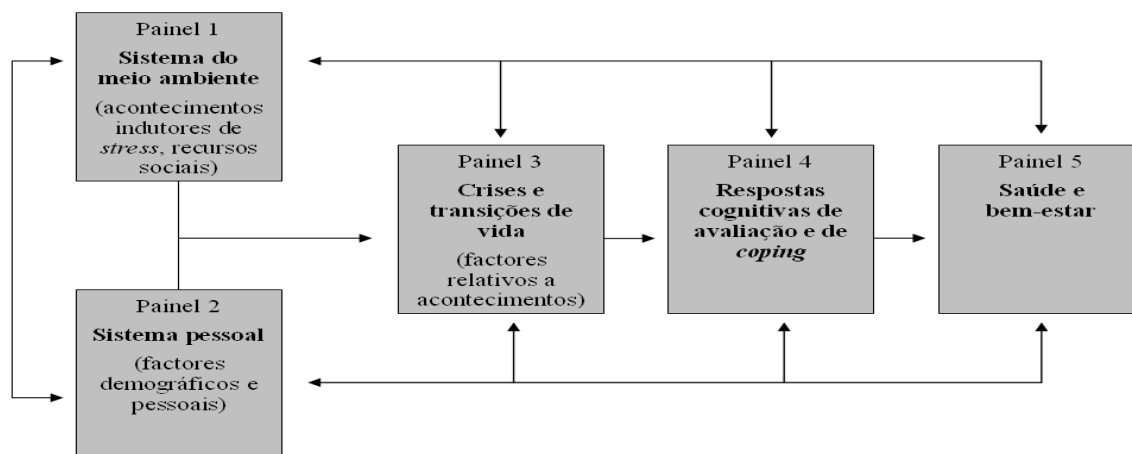 Painel 1
Sistema do
meio ambiente
(acontecimentos
indutores de
stress, recursos
sociais)
Painel 2
Sistema pessoal
(factores
demográficos e
pessoais)
Painel 3
Crises e
transições de
vida
(factores
relativos a
acontecimentos)
Painel 4
Respostas
cognitivas de
avaliação e de
coping
Painel 5
Saúde e
bem-estar